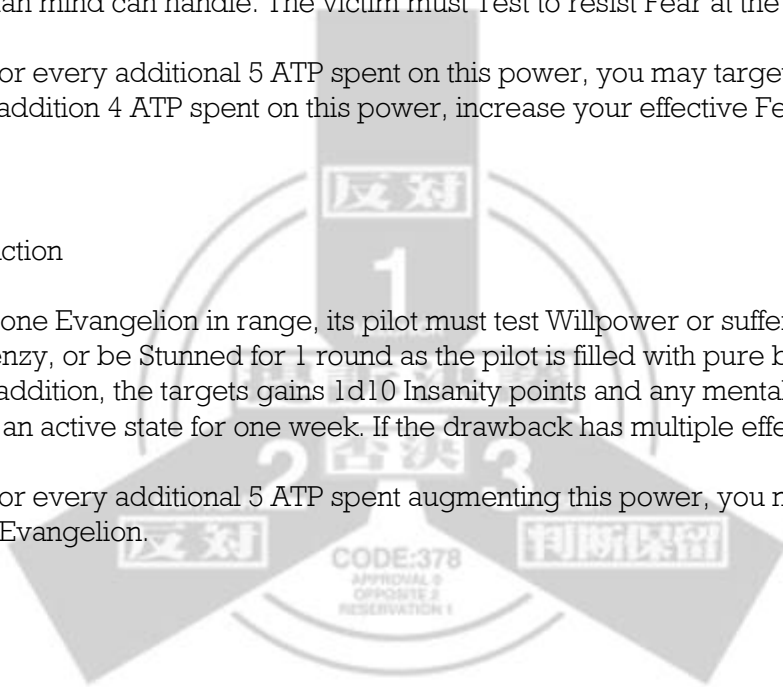 an mind can handle. The victim must Test to resist Fear at the
or every additional 5 ATP spent on this power, you may target
addition 4 ATP spent on this power, increase your effective Fe
反対
ction
1
one Evangelion in range, its pilot must test Willpower or suffer
enzy, or be Stunned for 1 round as the pilot is filled with pure b
addition, the targets gains 1d10 Insanity points and any mental
an active state for one week. If the drawback has multiple effe
2 否決 3
or every additional 5 ATP spent augmenting this power, you m
Evangelion.
反対 判断保留
CODE:378
APPROVAL 0
OPPOSITE 2
RESERVATION 1